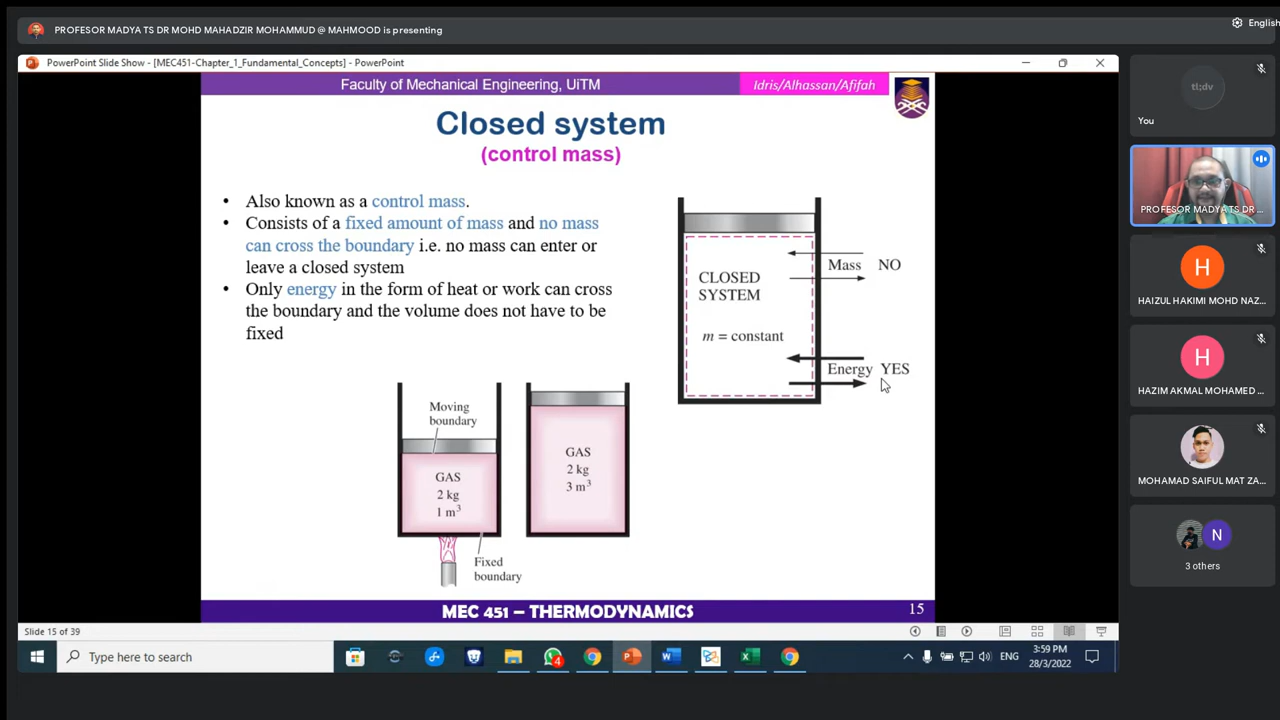 PROFESOR MADYA TS DR MOHD MAHADZIR MOHAMMUD @ MAHMOOD is presenting
English
PowerPoint Slide Show - [MEC451-Chapter_1_Fundamental_Concepts] - PowerPoint
Faculty of Mechanical Engineering, UiTM
Idris/Alhassan/Afifah
Closed system
(control mass)
• Also known as a control mass.
• Consists of a fixed amount of mass and no mass
can cross the boundary i.e. no mass can enter or
leave a closed system
• Only energy in the form of heat or work can cross
the boundary and the volume does not have to be
fixed
CLOSED
SYSTEM
m = constant
Mass NO
Energy YES
Moving
boundary
GAS
2 kg
1 m³
Fixed
boundary
GAS
2 kg
3 m³
MEC 451 – THERMODYNAMICS
15
Slide 15 of 39
Type here to search
4
ENG
3:59 PM
28/3/2022
tl;dv
You
PROFESOR MADYA TS DR ...
H
HAIZUL HAKIMI MOHD NAZ...
H
HAZIM AKMAL MOHAMED ...
MOHAMAD SAIFUL MAT ZA...
N
3 others